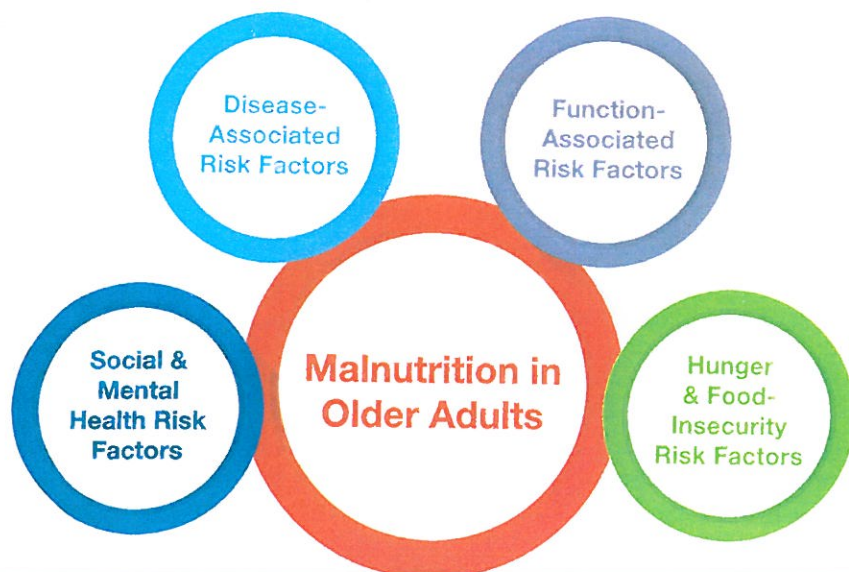 Disease-
Associated
Risk Factors
Function-
Associated
Risk Factors
Social &
Mental
Health Risk
Factors
Malnutrition in
Older Adults
Hunger
& Food-
Insecurity
Risk Factors